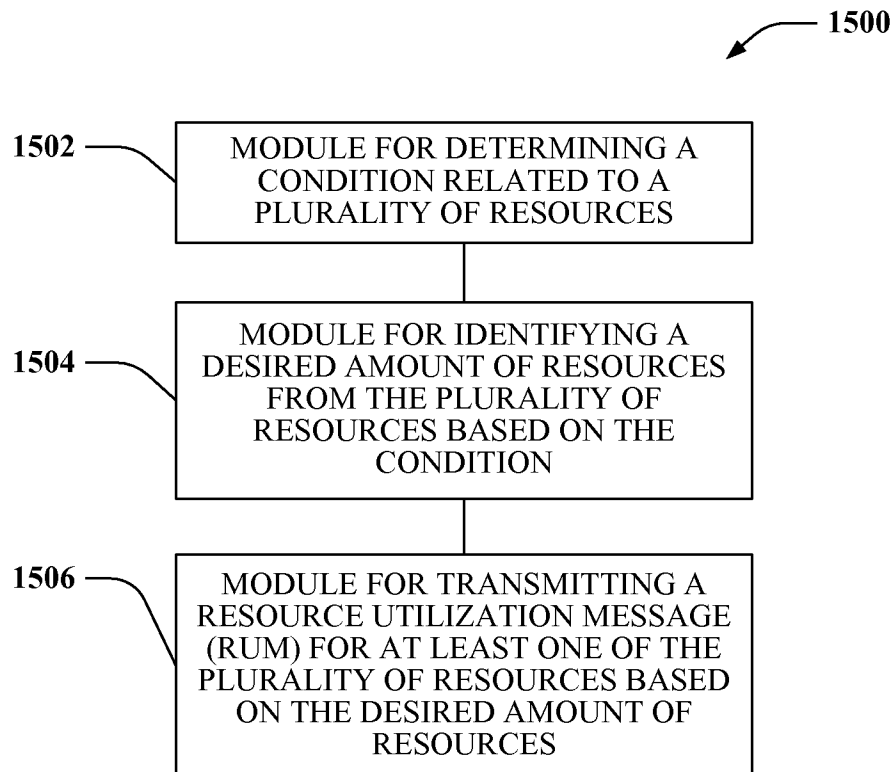 1500
1502
MODULE FOR DETERMINING A
CONDITION RELATED TO A
PLURALITY OF RESOURCES
1504
MODULE FOR IDENTIFYING A
DESIRED AMOUNT OF RESOURCES
FROM THE PLURALITY OF
RESOURCES BASED ON THE
CONDITION
1506
MODULE FOR TRANSMITTING A
RESOURCE UTILIZATION MESSAGE
(RUM) FOR AT LEAST ONE OF THE
PLURALITY OF RESOURCES BASED
ON THE DESIRED AMOUNT OF
RESOURCES